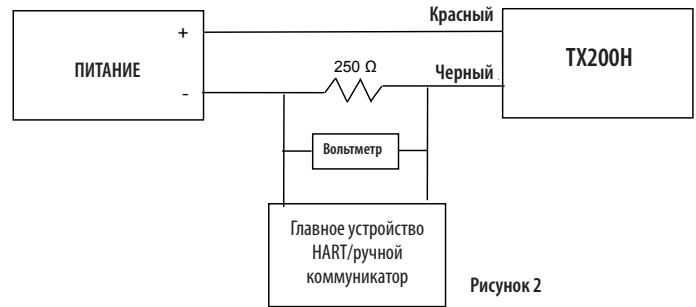 Красный
+
ПИТАНИЕ
TX200H
250 Ω
Черный
-
Вольтметр
Главное устройство
HART/ручной
коммуникатор
Рисунок 2